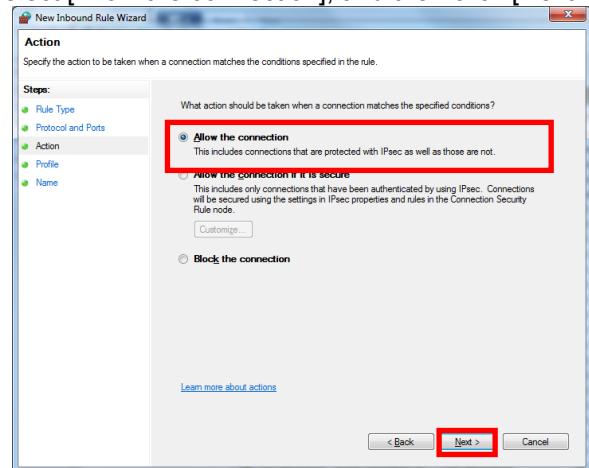 New Inbound Rule Wizard
Action
Specify the action to be taken when a connection matches the conditions specified in the rule.
Steps:
Rule Type
Protocol and Ports
Action
Profile
Name
What action should be taken when a connection matches the specified conditions?
Allow the connection
This includes connections that are protected with IPsec as well as those are not.
Allow the connection if it is secure
This includes only connections that have been authenticated by using IPsec. Connections
will be secured using the settings in IPsec properties and rules in the Connection Security
Rule node.
Customize...
Block the connection
Learn more about actions
< Back
Next >
Cancel